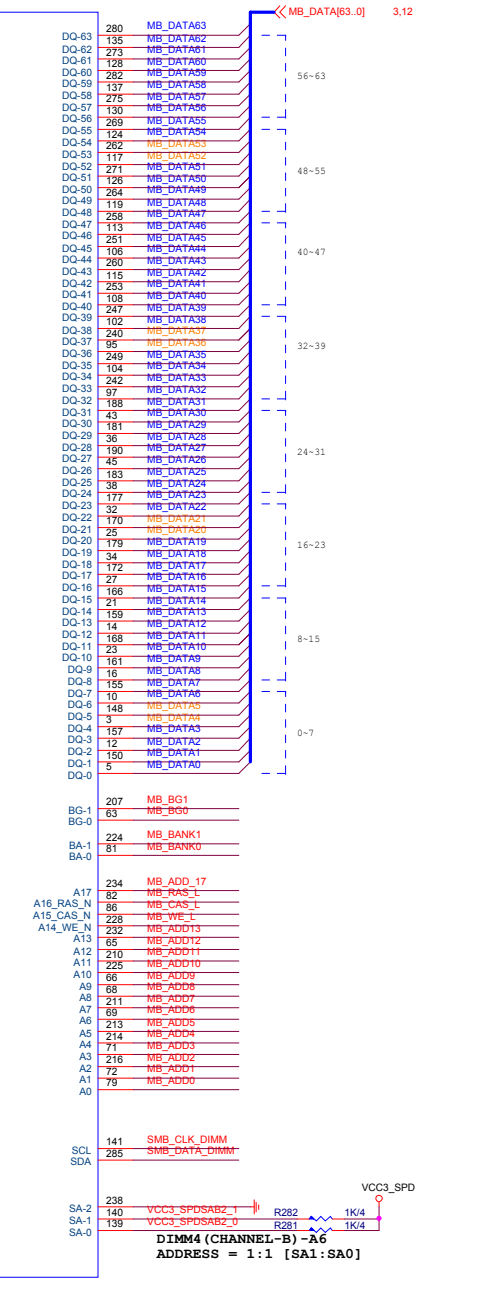 MB_DATA[63..0] 3,12
DQ-63 280 MB_DATA63
DQ-62 135 MB_DATA62
DQ-61 273 MB_DATA61
DQ-60 128 MB_DATA60
DQ-59 282 MB_DATA59
56~63
DQ-58 137 MB_DATA58
DQ-57 275 MB_DATA57
DQ-56 130 MB_DATA56
DQ-55 269 MB_DATA55
DQ-54 124 MB_DATA54
DQ-53 262 MB_DATA53
DQ-52 117 MB_DATA52
DQ-51 271 MB_DATA51
48~55
DQ-50 126 MB_DATA50
DQ-49 264 MB_DATA49
DQ-48 119 MB_DATA48
DQ-47 258 MB_DATA47
DQ-46 113 MB_DATA46
DQ-45 251 MB_DATA45
DQ-44 106 MB_DATA44
40~47
DQ-43 260 MB_DATA43
DQ-42 115 MB_DATA42
DQ-41 253 MB_DATA41
DQ-40 108 MB_DATA40
DQ-39 247 MB_DATA39
DQ-38 102 MB_DATA38
DQ-37 240 MB_DATA37
DQ-36 95 MB_DATA36
32~39
DQ-35 249 MB_DATA35
DQ-34 104 MB_DATA34
DQ-33 242 MB_DATA33
DQ-32 97 MB_DATA32
DQ-31 188 MB_DATA31
DQ-30 43 MB_DATA30
DQ-29 181 MB_DATA29
DQ-28 36 MB_DATA28
DQ-27 190 MB_DATA27
24~31
DQ-26 45 MB_DATA26
DQ-25 183 MB_DATA25
DQ-24 38 MB_DATA24
DQ-23 177 MB_DATA23
DQ-22 32 MB_DATA22
DQ-21 170 MB_DATA21
DQ-20 25 MB_DATA20
DQ-19 179 MB_DATA19
16~23
DQ-18 34 MB_DATA18
DQ-17 172 MB_DATA17
DQ-16 27 MB_DATA16
DQ-15 166 MB_DATA15
DQ-14 21 MB_DATA14
DQ-13 159 MB_DATA13
DQ-12 14 MB_DATA12
DQ-11 168 MB_DATA11
8~15
DQ-10 23 MB_DATA10
DQ-9 161 MB_DATA9
DQ-8 16 MB_DATA8
DQ-7 155 MB_DATA7
DQ-6 10 MB_DATA6
DQ-5 148 MB_DATA5
DQ-4 3 MB_DATA4
DQ-3 157 MB_DATA3
0~7
DQ-2 12 MB_DATA2
DQ-1 150 MB_DATA1
DQ-0 5 MB_DATA0
BG-1 207 MB_BG1
BG-0 63 MB_BG0
BA-1 224 MB_BANK1
BA-0 81 MB_BANK0
A17 234 MB_ADD_17
A16_RAS_N 82 MB_RAS_L
A15_CAS_N 86 MB_CAS_L
A14_WE_N 228 MB_WE_L
A13 232 MB_ADD13
A12 65 MB_ADD12
A11 210 MB_ADD11
A10 225 MB_ADD10
A9 66 MB_ADD9
A8 68 MB_ADD8
A7 211 MB_ADD7
A6 69 MB_ADD6
A5 213 MB_ADD5
A4 214 MB_ADD4
A3 71 MB_ADD3
A2 216 MB_ADD2
A1 72 MB_ADD1
A0 79 MB_ADD0
SCL 141 SMB_CLK_DIMM
SDA 285 SMB_DATA_DIMM
VCC3_SPD
SA-2 238
SA-1 140 VCC3_SPDSAB2_1 R282 1K/4
SA-0 139 VCC3_SPDSAB2_0 R281 1K/4
DIMM4(CHANNEL-B)-A6
ADDRESS = 1:1 [SA1:SA0]